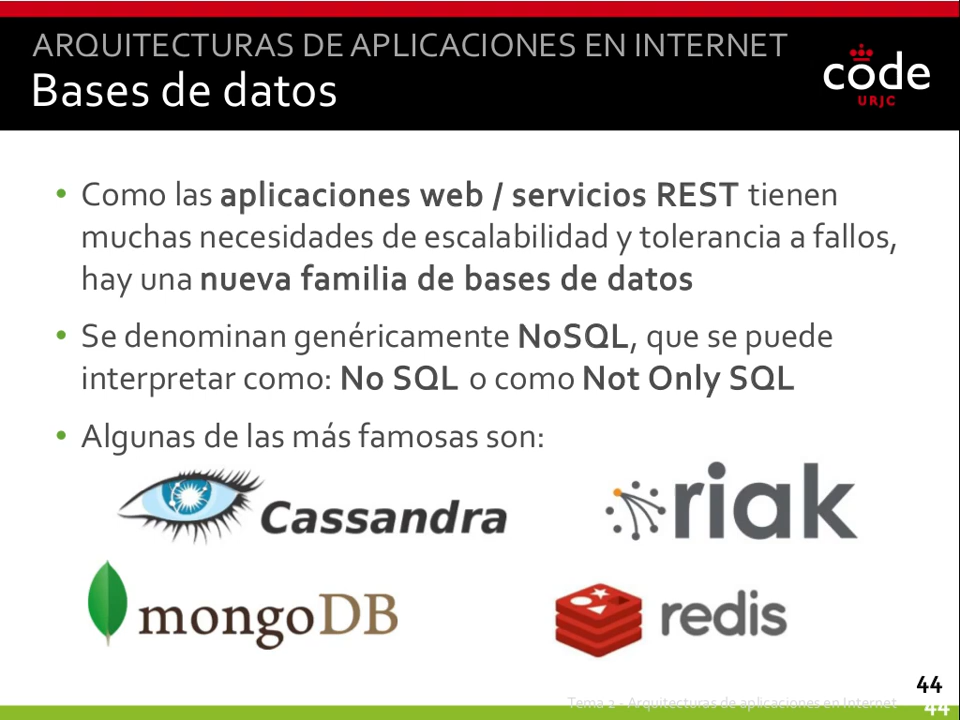 ARQUITECTURAS DE APLICACIONES EN INTERNET
Bases de datos
code
URJC
• Como las aplicaciones web / servicios REST tienen
muchas necesidades de escalabilidad y tolerancia a fallos,
hay una nueva familia de bases de datos
• Se denominan genéricamente NoSQL, que se puede
interpretar como: No SQL o como Not Only SQL
• Algunas de las más famosas son:
Cassandra
riak
mongoDB
redis
44
Tema 2 - Arquitecturas de aplicaciones en Internet
44